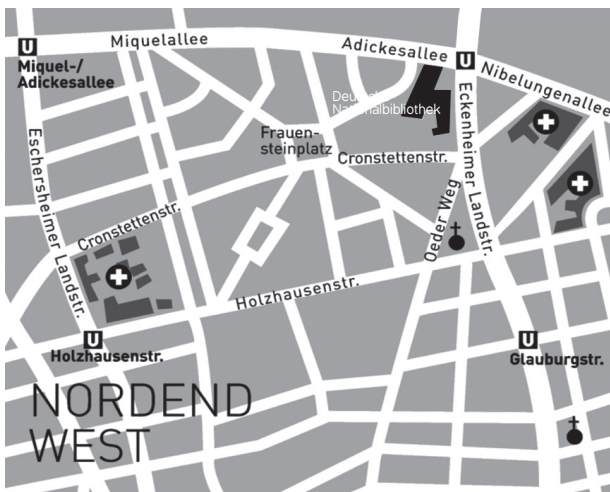 Miquelallee
Adickesallee
U
U
Miquel-/
Adickesallee
Nibelungenallee
Deutsche
Nationalbibliothek
Eckenheimer Landstr.
Eschersheimer Landstr.
Frauen-
steinplatz
Cronstettenstr.
Oeder Weg
Cronstettenstr.
Holzhausenstr.
U
Holzhausenstr.
U
Glauburgstr.
NORDEND
WEST